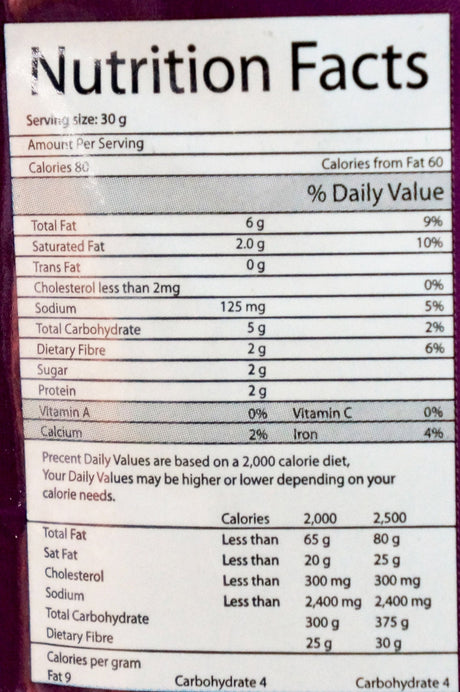 Nutrition Facts
Serving size: 30 g
Amount Per Serving
Calories 80 Calories from Fat 60
% Daily Value
Total Fat 6 g 9%
Saturated Fat 2.0 g 10%
Trans Fat 0 g
Cholesterol less than 2mg 0%
Sodium 125 mg 5%
Total Carbohydrate 5 g 2%
Dietary Fibre 2 g 6%
Sugar 2 g
Protein 2 g
Vitamin A 0% Vitamin C 0%
Calcium 2% Iron 4%
Precent Daily Values are based on a 2,000 calorie diet,
Your Daily Values may be higher or lower depending on your
calorie needs.
Calories 2,000 2,500
Total Fat Less than 65 g 80 g
Sat Fat Less than 20 g 25 g
Cholesterol Less than 300 mg 300 mg
Sodium Less than 2,400 mg 2,400 mg
Total Carbohydrate 300 g 375 g
Dietary Fibre 25 g 30 g
Calories per gram
Fat 9 Carbohydrate 4 Carbohydrate 4